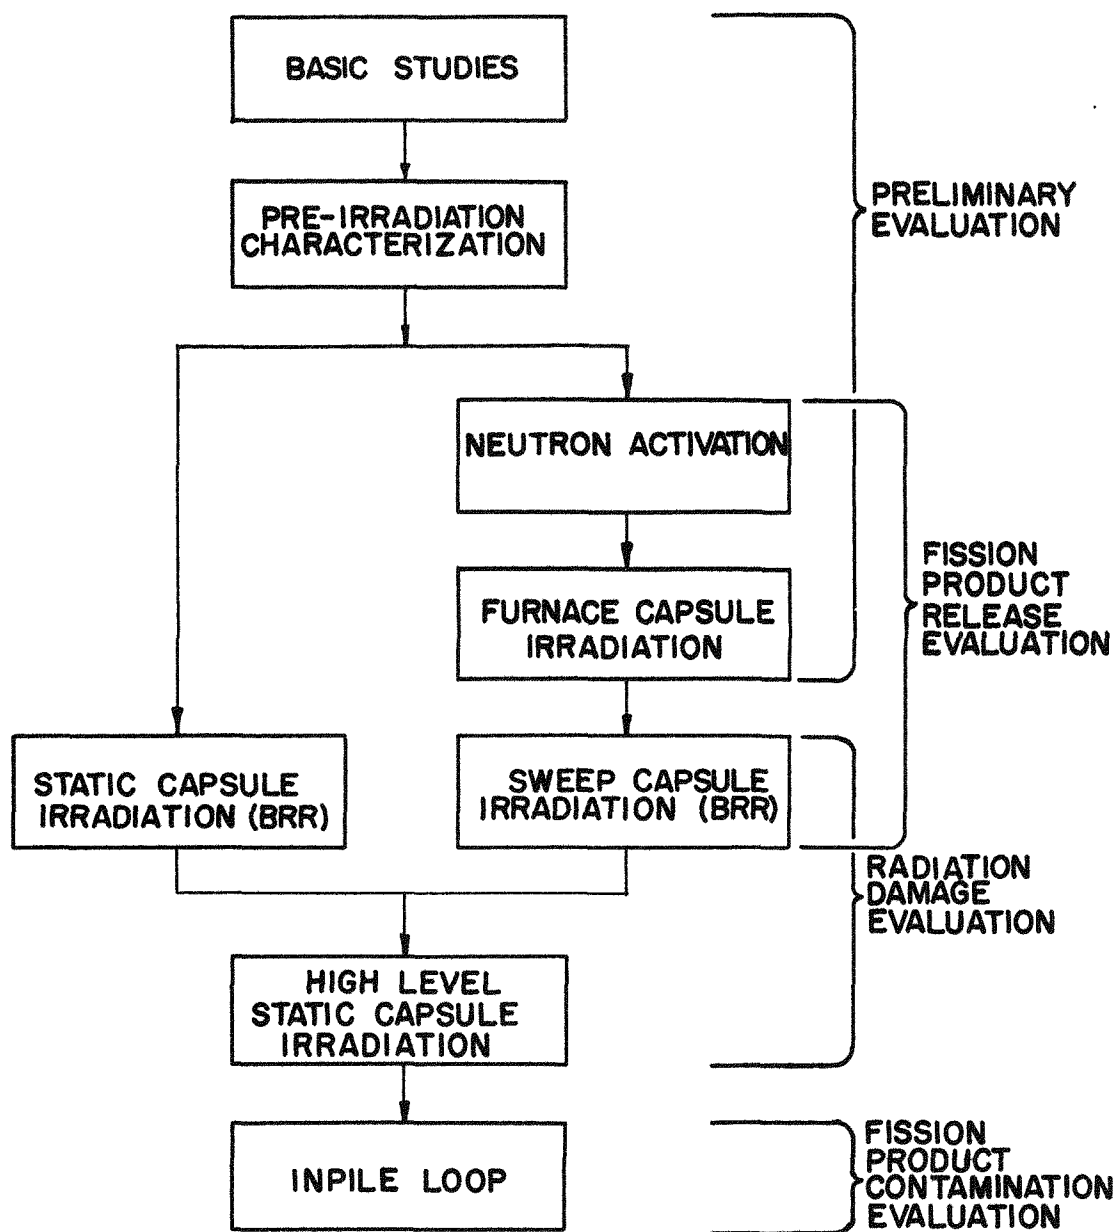 BASIC STUDIES
PRE-IRRADIATION
CHARACTERIZATION
PRELIMINARY
EVALUATION
NEUTRON ACTIVATION
FURNACE CAPSULE
IRRADIATION
FISSION
PRODUCT
RELEASE
EVALUATION
STATIC CAPSULE
IRRADIATION (BRR)
SWEEP CAPSULE
IRRADIATION (BRR)
RADIATION
DAMAGE
EVALUATION
HIGH LEVEL
STATIC CAPSULE
IRRADIATION
INPILE LOOP
FISSION
PRODUCT
CONTAMINATION
EVALUATION